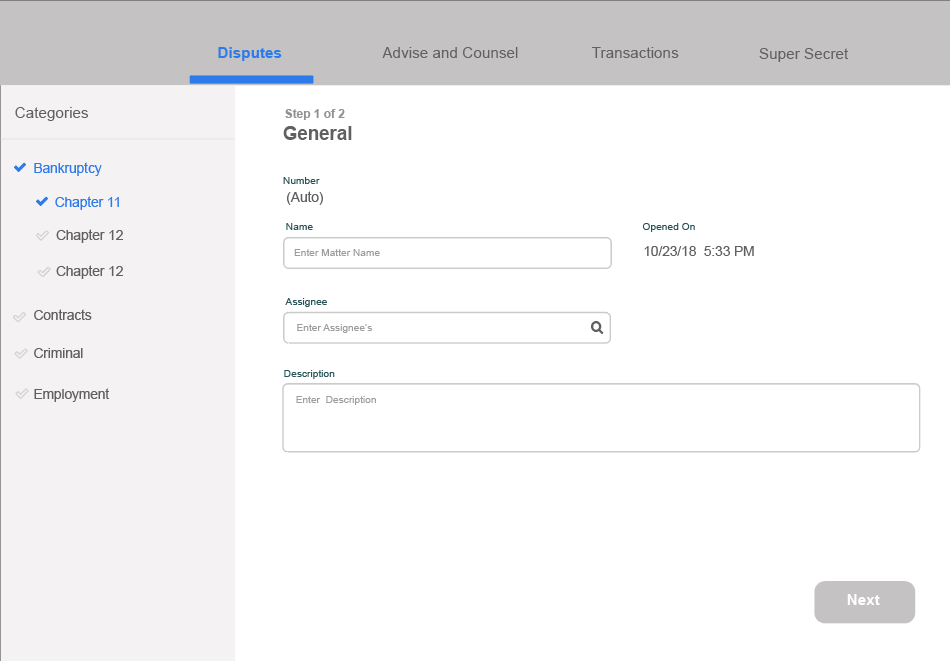 Disputes Advise and Counsel Transactions Super Secret
Categories
Bankruptcy
Chapter 11
Chapter 12
Chapter 12
Contracts
Criminal
Employment
Step 1 of 2
General
Number
(Auto)
Name
Enter Matter Name
Opened On
10/23/18 5:33 PM
Assignee
Enter Assignee's
Description
Enter Description
Next